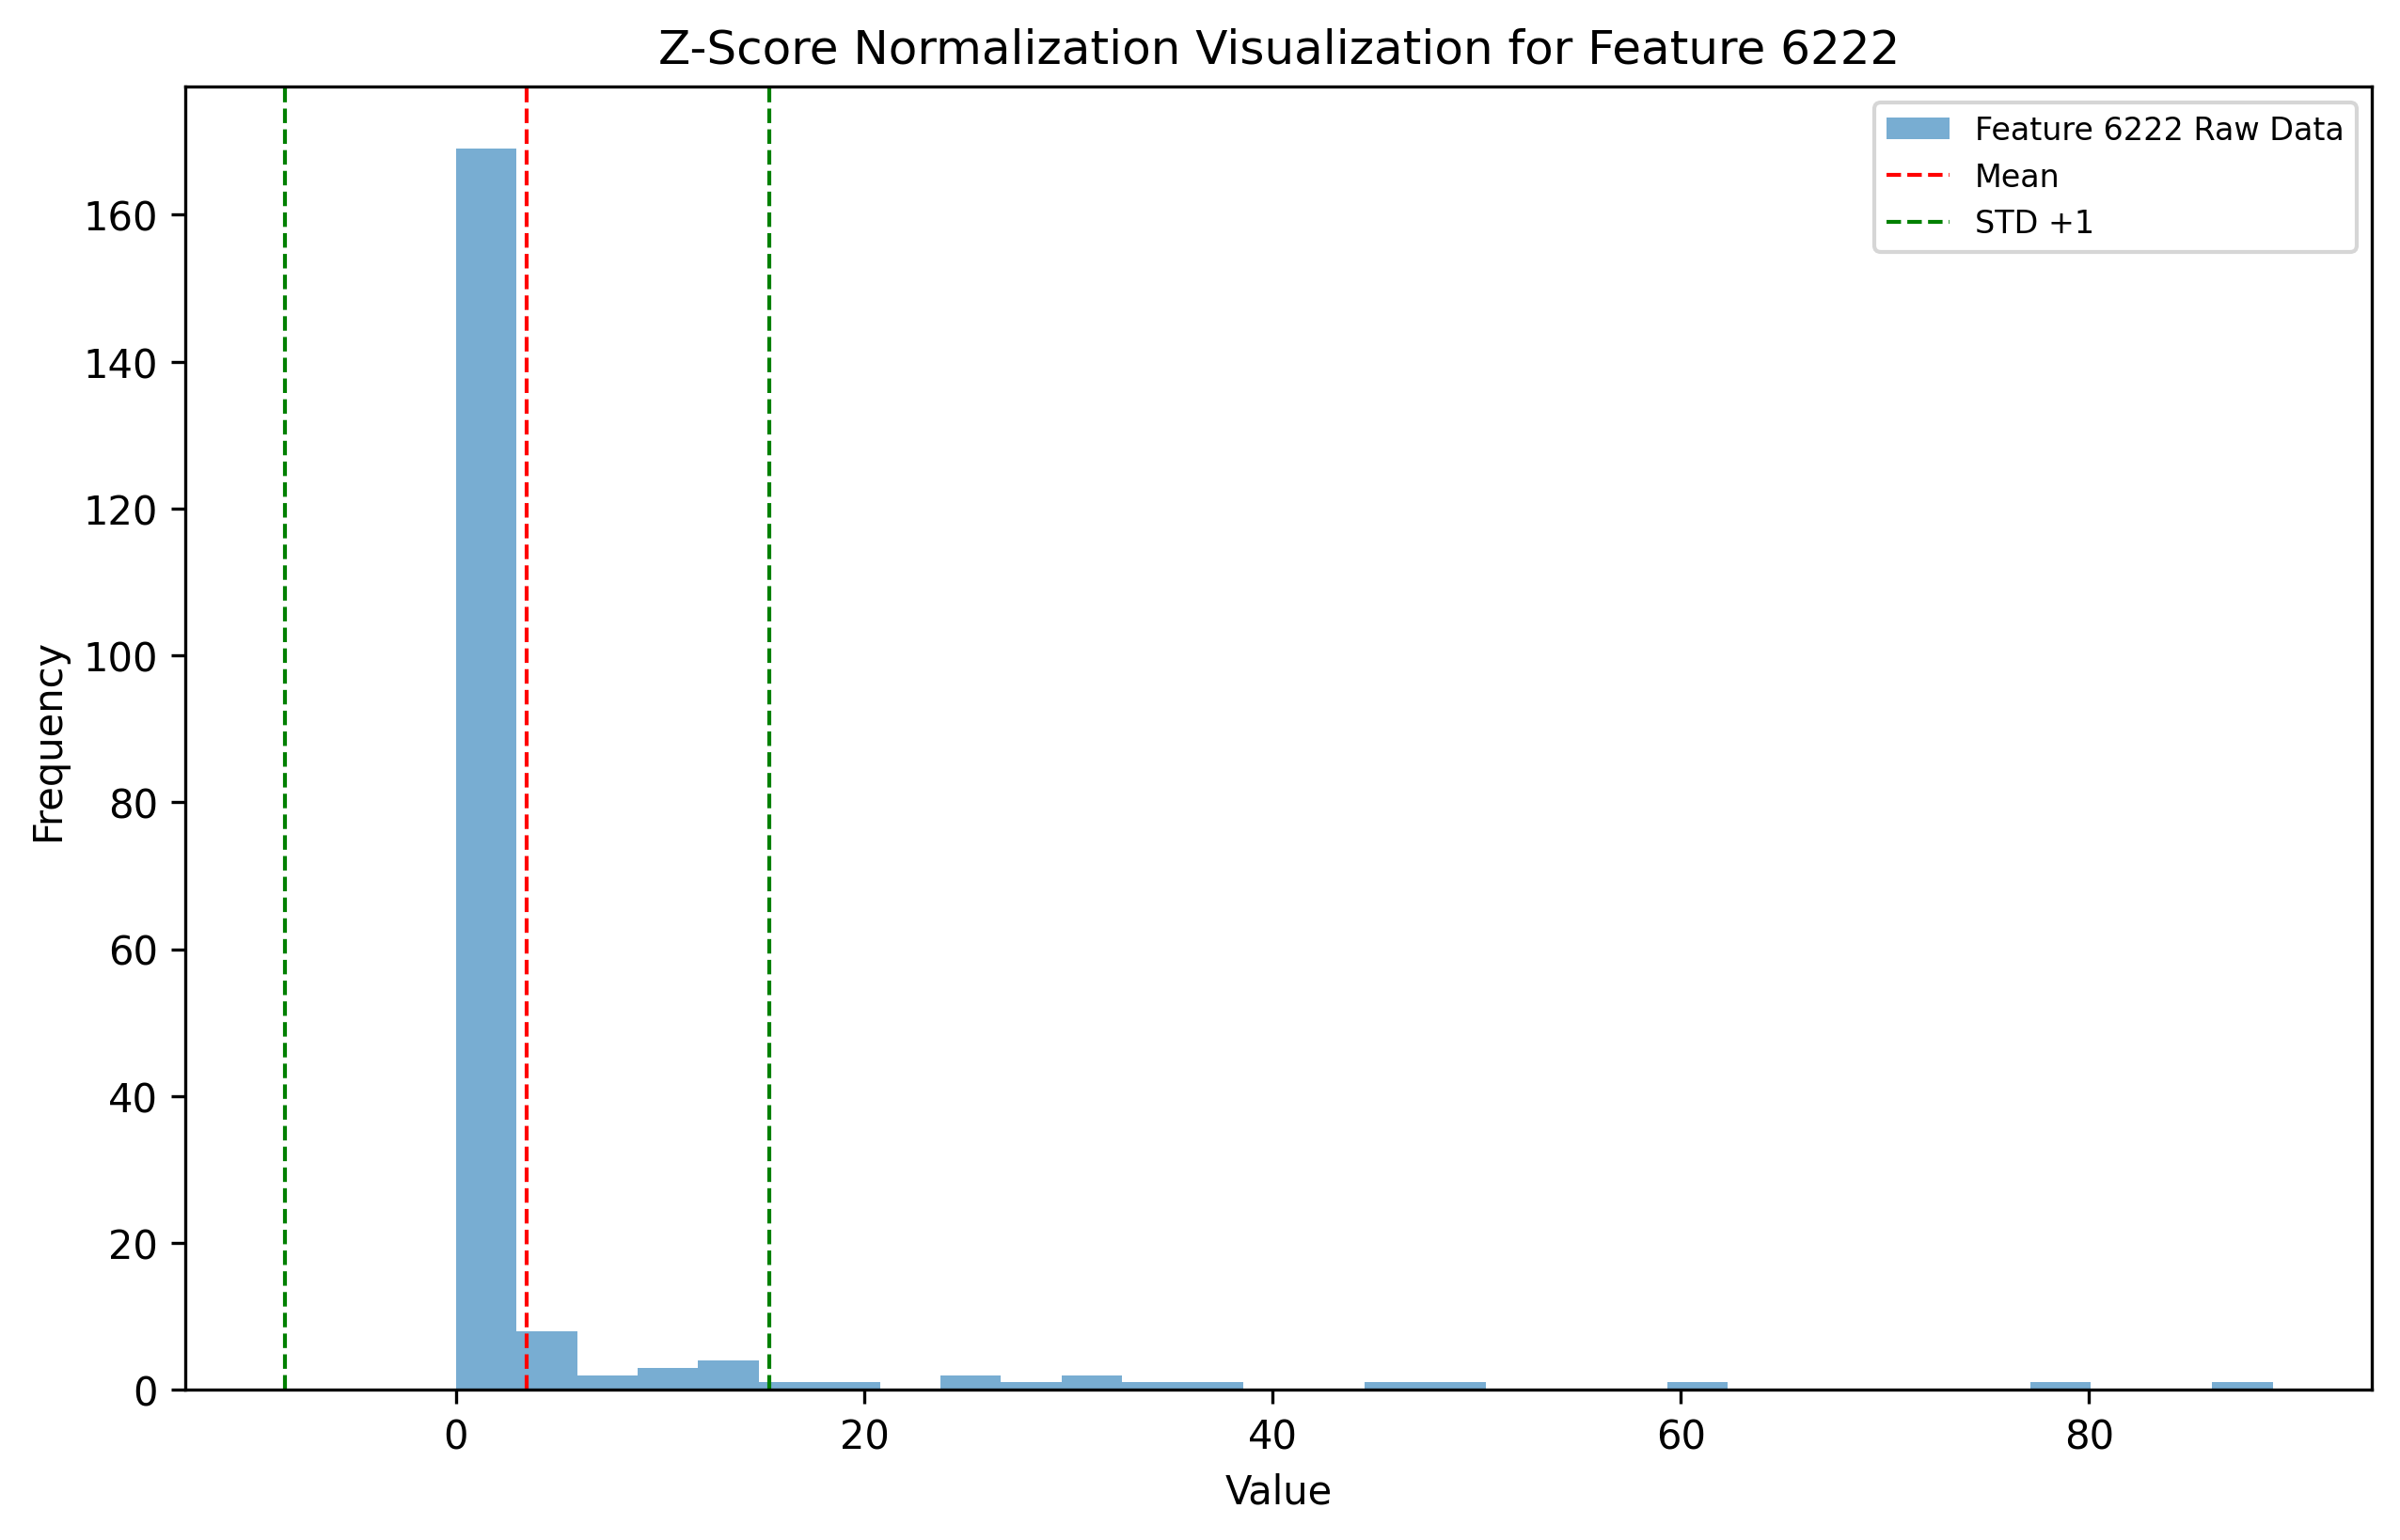 Z-Score Normalization Visualization for Feature 6222
Feature 6222 Raw Data
Mean
STD +1
Frequency
160
140
120
100
80
60
40
20
0
0 20 40 60 80
Value